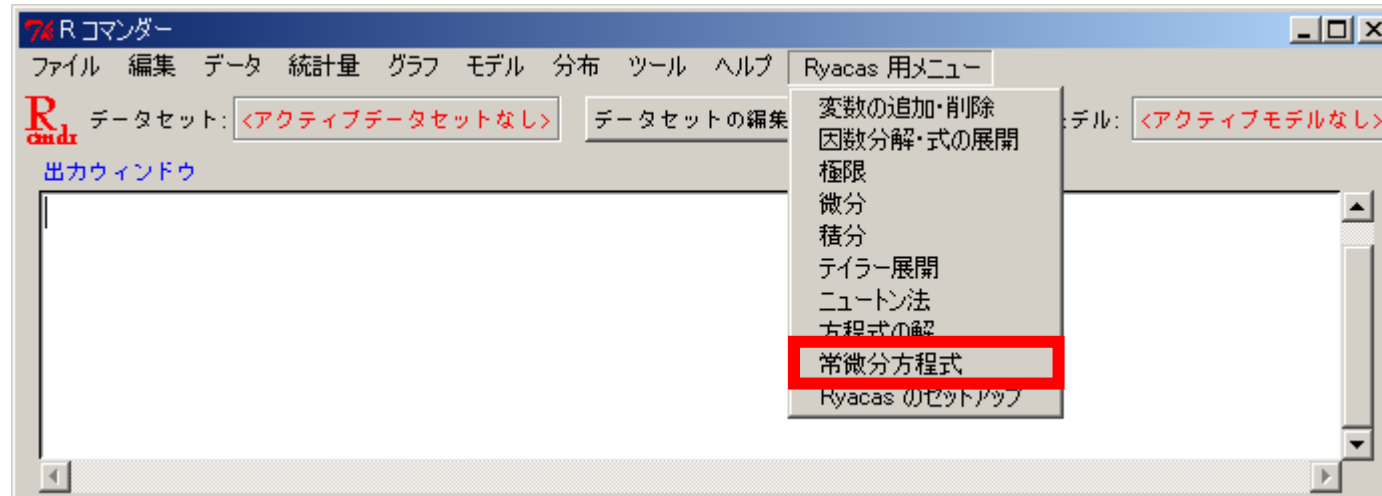 R コマンダー
ファイル 編集 データ 統計量 グラフ モデル 分布 ツール ヘルプ Ryacas 用メニュー
R cmdr データセット: <アクティブデータセットなし> データセットの編集 デル: <アクティブモデルなし>
出力ウィンドウ
変数の追加・削除
因数分解・式の展開
極限
微分
積分
テイラー展開
ニュートン法
方程式の解
常微分方程式
Ryacas のセットアップ